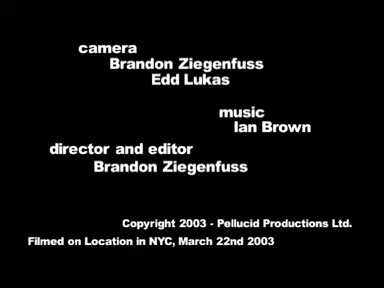 camera
Brandon Ziegenfuss
Edd Lukas
music
Ian Brown
director and editor
Brandon Ziegenfuss
Copyright 2003 - Pellucid Productions Ltd.
Filmed on Location in NYC, March 22nd 2003